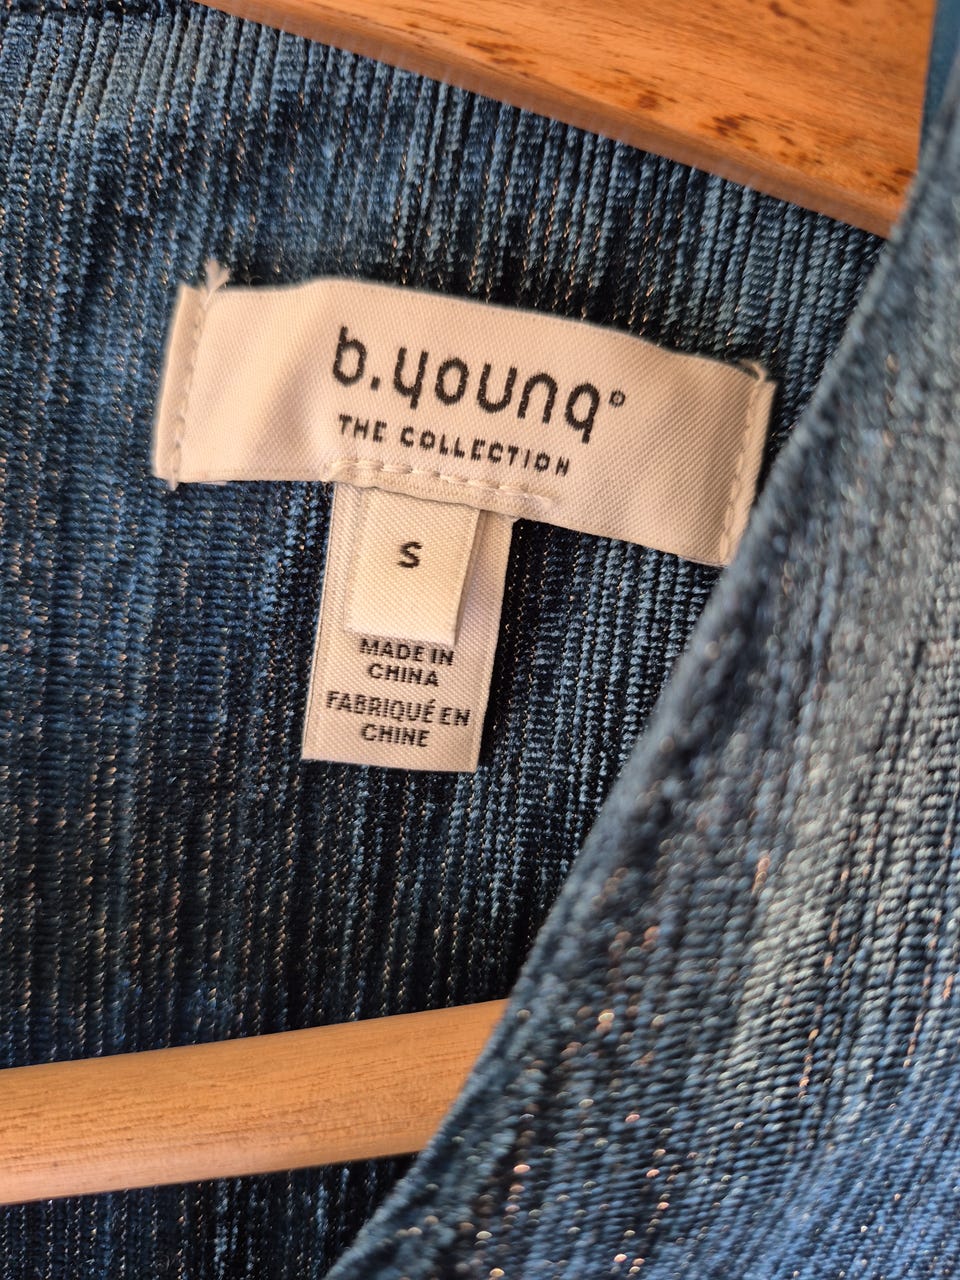 b.young°
THE COLLECTION
S
MADE IN
CHINA
FABRIQUÉ EN
CHINE